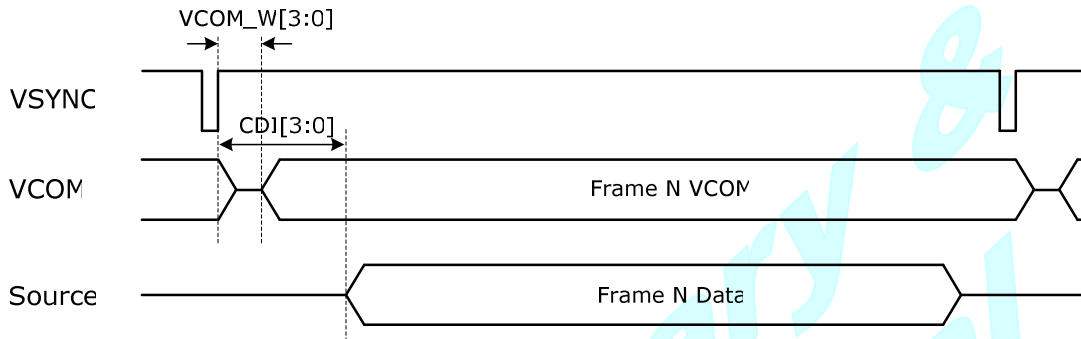 VCOM_W[3:0]
VSYNC
CDI[3:0]
VCOM
Frame N VCOM
Source
Frame N Data